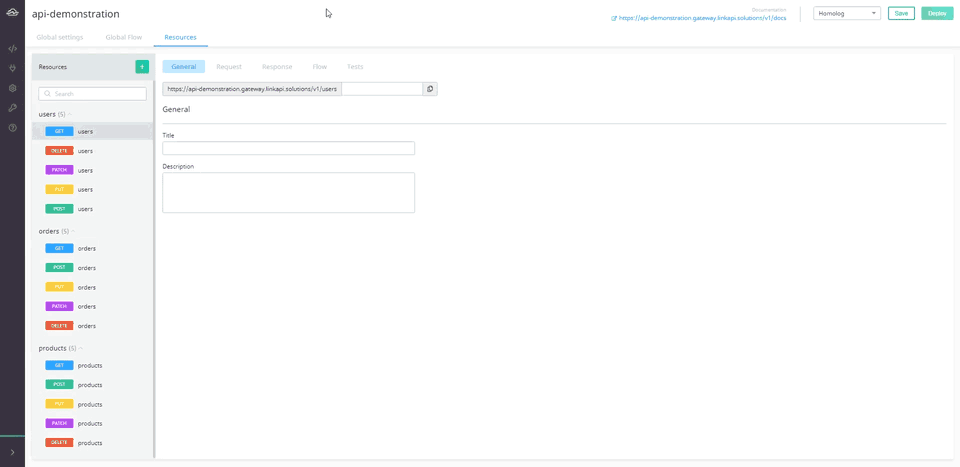 api-demonstration
Documentation
https://api-demonstration.gateway.linkapi.solutions/v1/docs
Homolog
Save
Deploy
Global settings
Global Flow
Resources
Resources
+
Search
users (5)
GET users
DELETE users
PATCH users
PUT users
POST users
orders (5)
GET orders
POST orders
PUT orders
PATCH orders
DELETE orders
products (5)
GET products
POST products
PUT products
PATCH products
DELETE products
General
Request
Response
Flow
Tests
https://api-demonstration.gateway.linkapi.solutions/v1/users
General
Title
Description